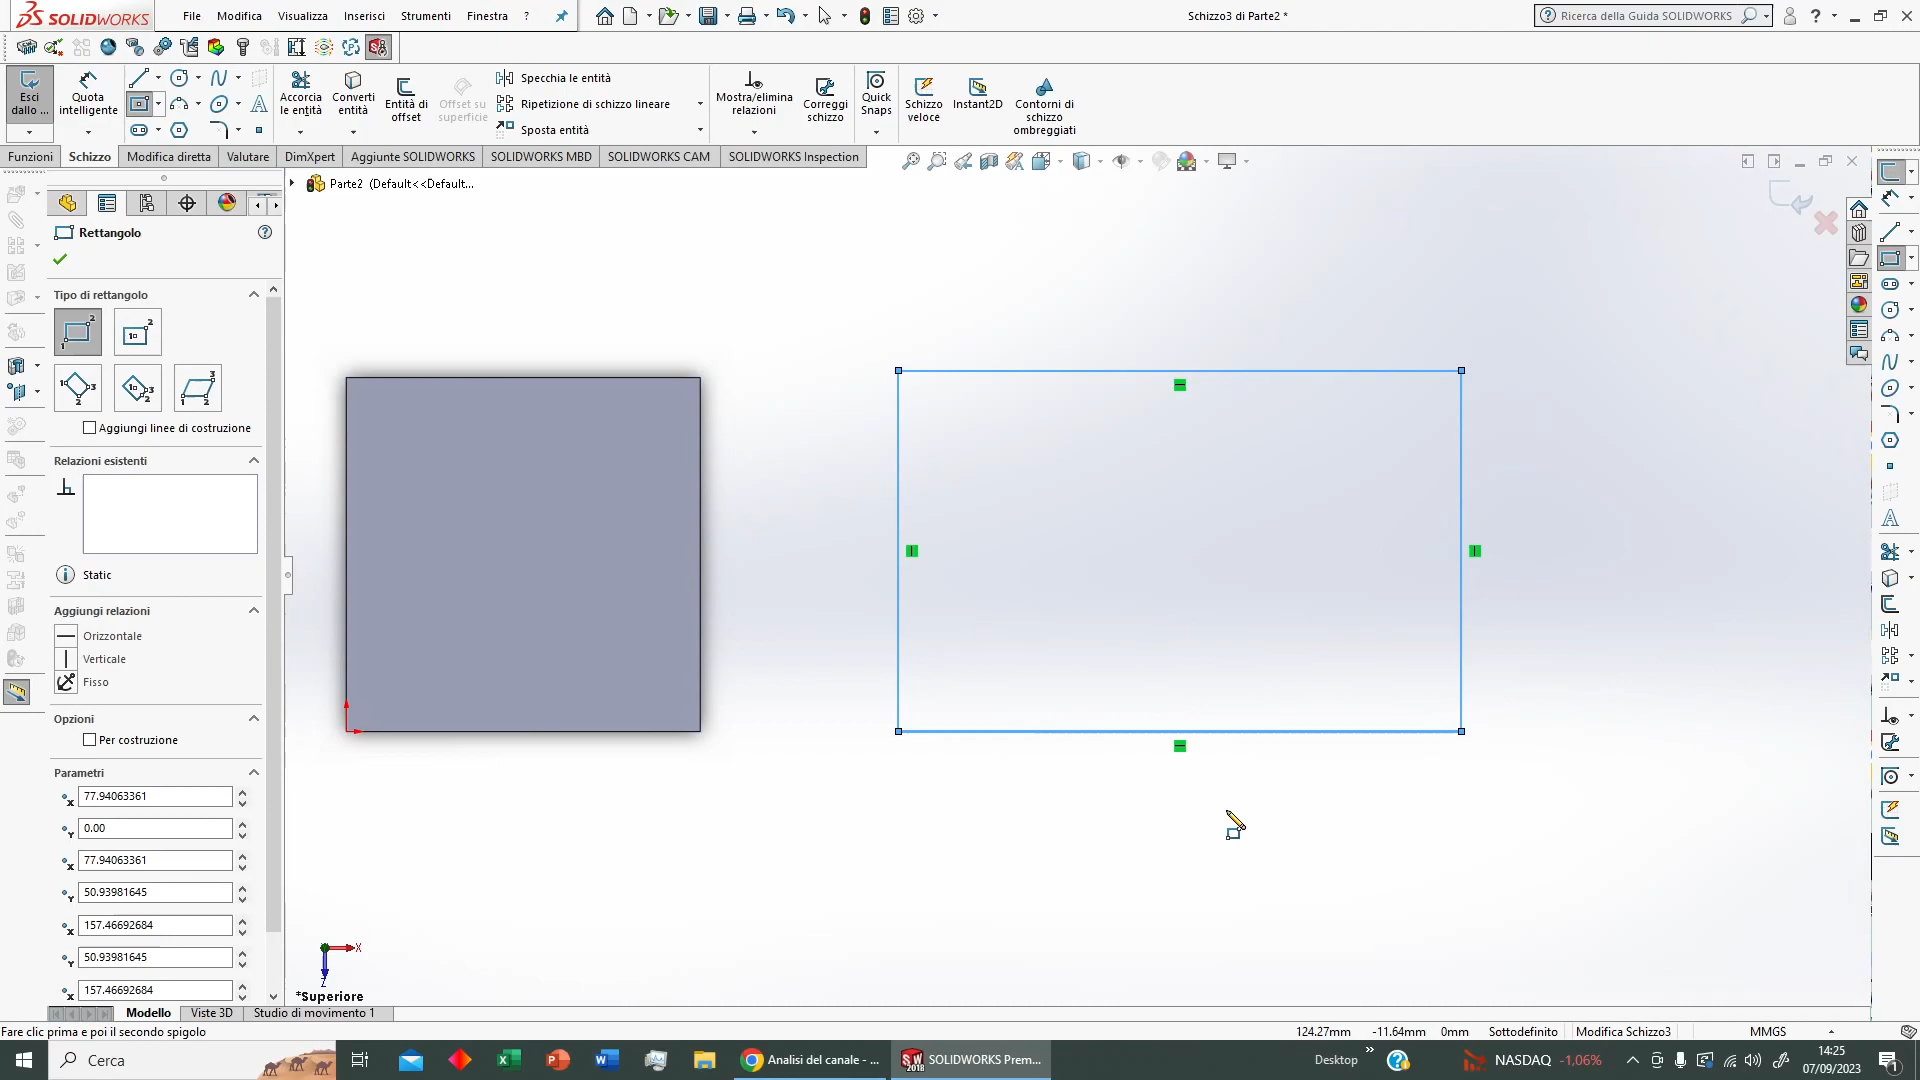 SOLIDWORKS
File
Modifica
Visualizza
Inserisci
Strumenti
Finestra
?
Schizzo3 di Parte2 *
Ricerca della Guida SOLIDWORKS
?
Esci dallo ...
Quota intelligente
Accorcia le entità
Converti entità
Entità di offset
Offset su superficie
Specchia le entità
Ripetizione di schizzo lineare
Sposta entità
Mostra/elimina relazioni
Correggi schizzo
Quick Snaps
Schizzo veloce
Instant2D
Contorni di schizzo ombreggiati
Funzioni
Schizzo
Modifica diretta
Valutare
DimXpert
Aggiunte SOLIDWORKS
SOLIDWORKS MBD
SOLIDWORKS CAM
SOLIDWORKS Inspection
Parte2 (Default<<Default...
Rettangolo
Tipo di rettangolo
Aggiungi linee di costruzione
Relazioni esistenti
Static
Aggiungi relazioni
Orizzontale
Verticale
Fisso
Opzioni
Per costruzione
Parametri
77.94063361
0.00
77.94063361
50.93981645
157.46692684
50.93981645
157.46692684
X
Z
*Superiore
Modello
Viste 3D
Studio di movimento 1
Fare clic prima e poi il secondo spigolo
124.27mm
-11.64mm
0mm
Sottodefinito
Modifica Schizzo3
MMGS
Cerca
Analisi del canale - ...
SOLIDWORKS Prem...
Desktop
NASDAQ
-1,06%
14:25
07/09/2023